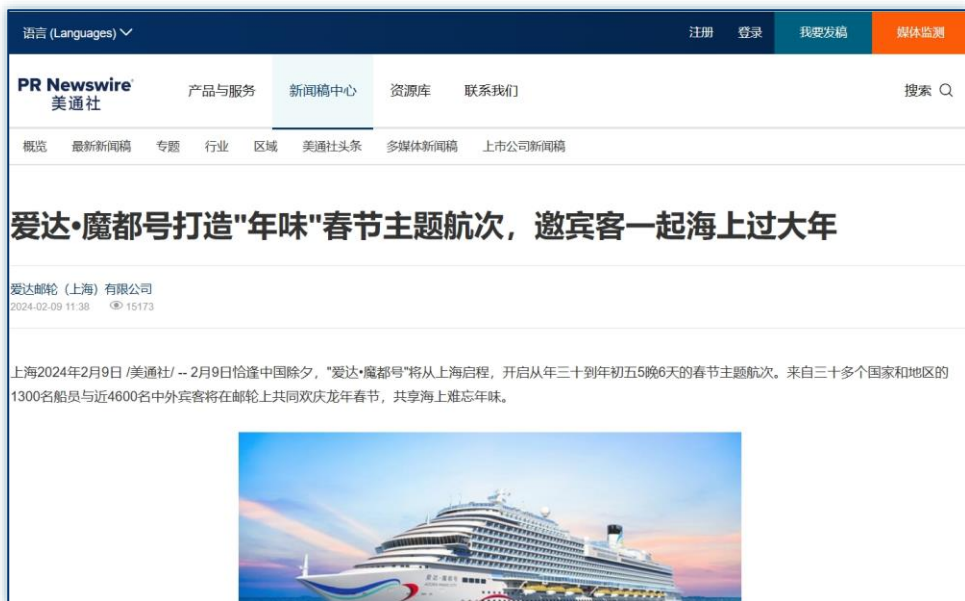 语言 (Languages)
注册 登录 我要发稿 媒体监测
PR Newswire
美通社
产品与服务 新闻稿中心 资源库 联系我们 搜索
概览 最新新闻稿 专题 行业 区域 美通社头条 多媒体新闻稿 上市公司新闻稿
爱达•魔都号打造"年味"春节主题航次，邀宾客一起海上过大年
爱达邮轮（上海）有限公司
2024-02-09 11:38 15173
上海2024年2月9日 /美通社/ -- 2月9日恰逢中国除夕，"爱达•魔都号"将从上海启程，开启从年三十到年初五5晚6天的春节主题航次。来自三十多个国家和地区的
1300名船员与近4600名中外宾客将在邮轮上共同欢庆龙年春节，共享海上难忘年味。
爱达·魔都号